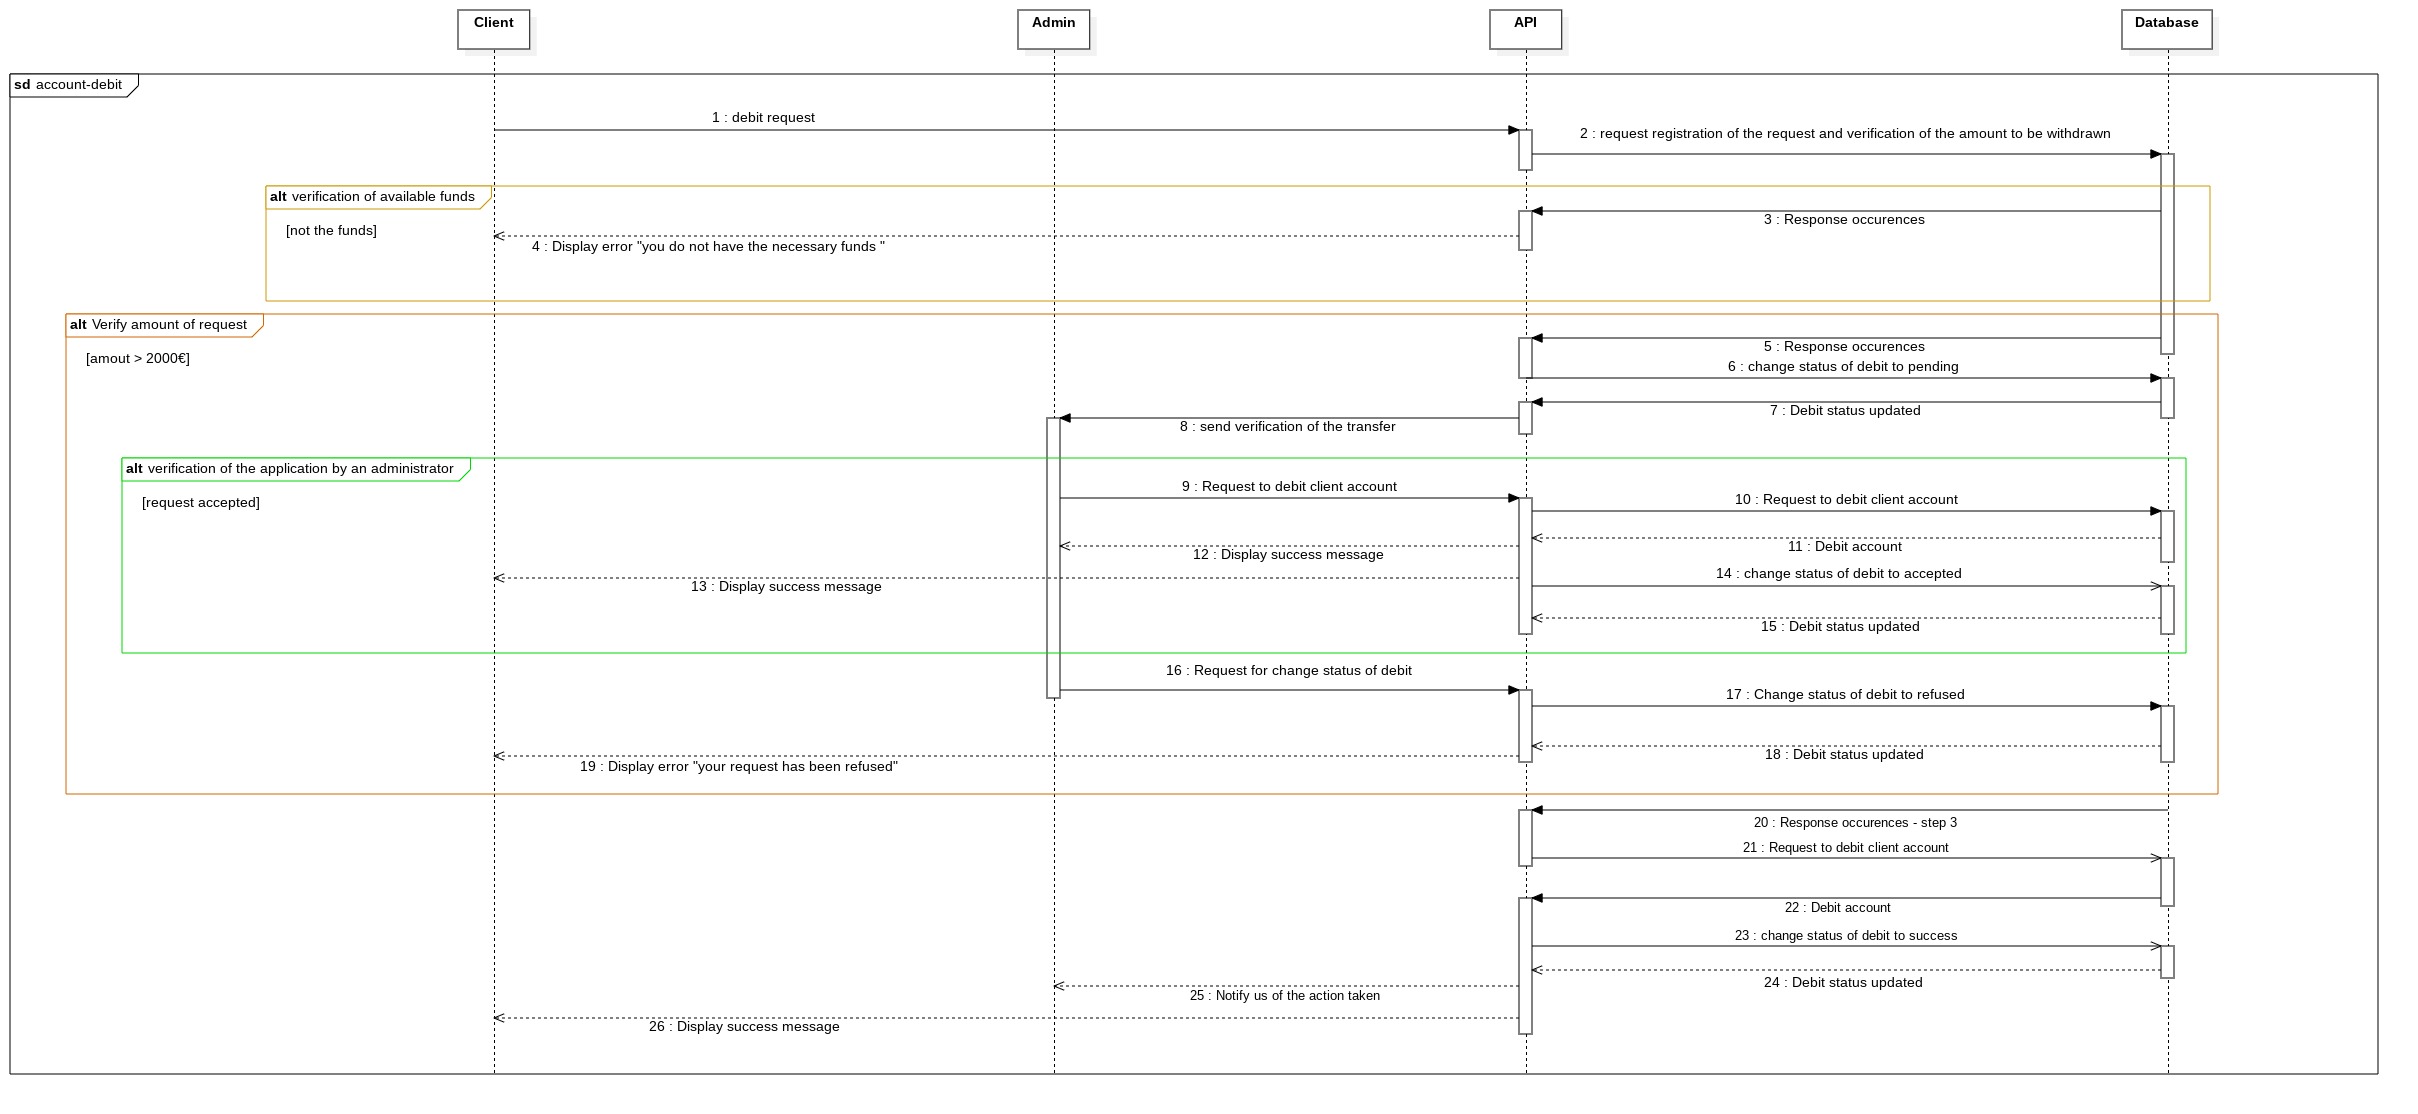 Client
Admin
API
Database
sd account-debit
1 : debit request
2 : request registration of the request and verification of the amount to be withdrawn
alt verification of available funds
3 : Response occurences
[not the funds]
4 : Display error "you do not have the necessary funds "
alt Verify amount of request
5 : Response occurences
[amout > 2000€]
6 : change status of debit to pending
7 : Debit status updated
8 : send verification of the transfer
alt verification of the application by an administrator
9 : Request to debit client account
[request accepted]
10 : Request to debit client account
11 : Debit account
12 : Display success message
14 : change status of debit to accepted
13 : Display success message
15 : Debit status updated
16 : Request for change status of debit
17 : Change status of debit to refused
18 : Debit status updated
19 : Display error "your request has been refused"
20 : Response occurences - step 3
21 : Request to debit client account
22 : Debit account
23 : change status of debit to success
24 : Debit status updated
25 : Notify us of the action taken
26 : Display success message